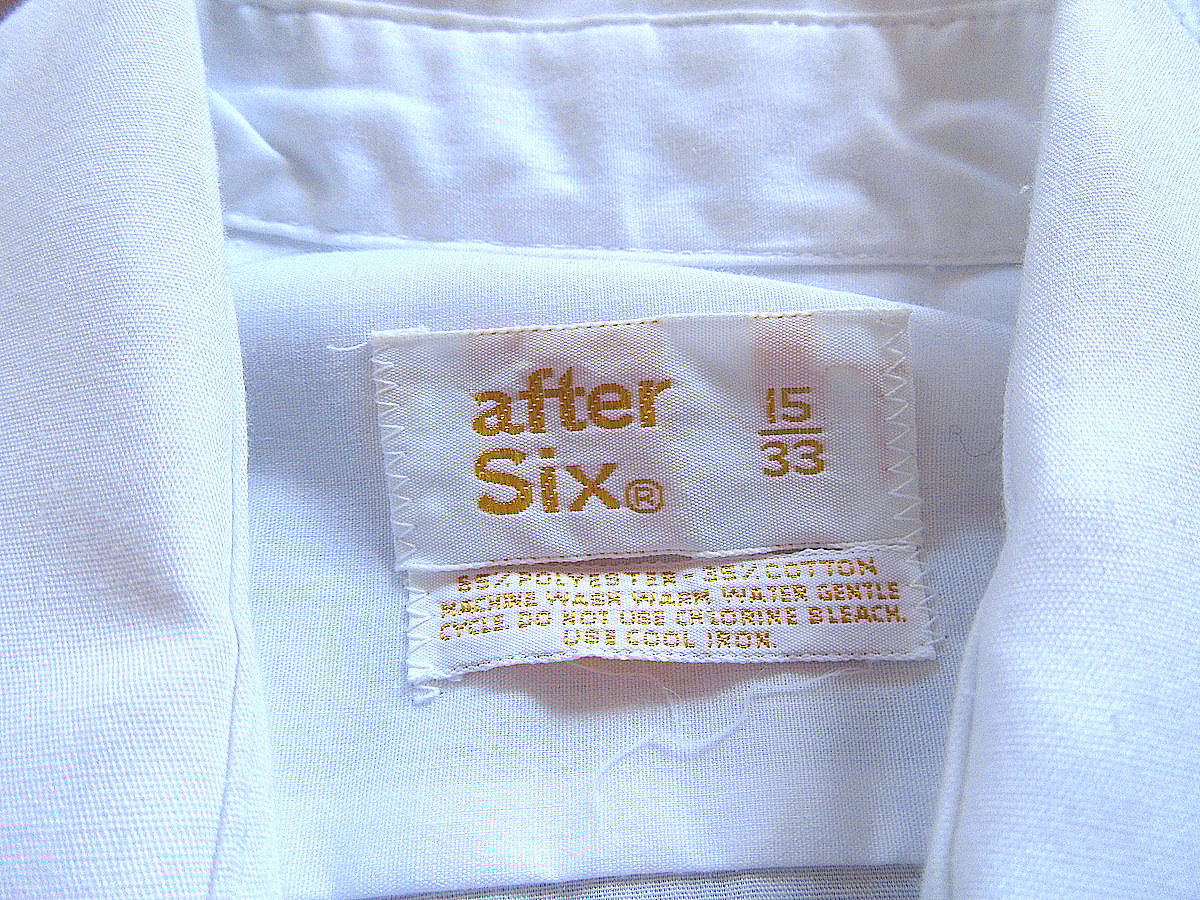 after
Six®
15
33
65% POLYESTER - 35% COTTON
MACHINE WASH WARM WATER GENTLE
CYCLE. DO NOT USE CHLORINE BLEACH.
USE COOL IRON.